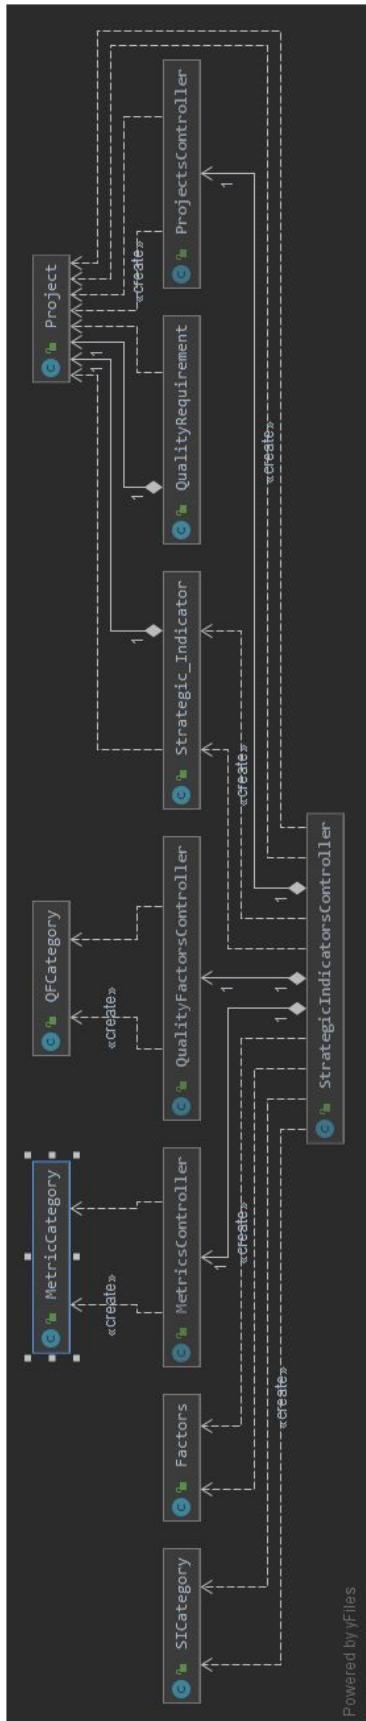 C MetricCategory
C QFCategory
C Project
1
1
«create»
«create»
«create»
1
1
C SICategory
C Factors
C MetricsController
C QualityFactorsController
C Strategic_Indicator
C QualityRequirement
C ProjectsController
1
1
«create»
«create»
1
«create»
«create»
1
1
1
C StrategicIndicatorsController
Powered by yFiles